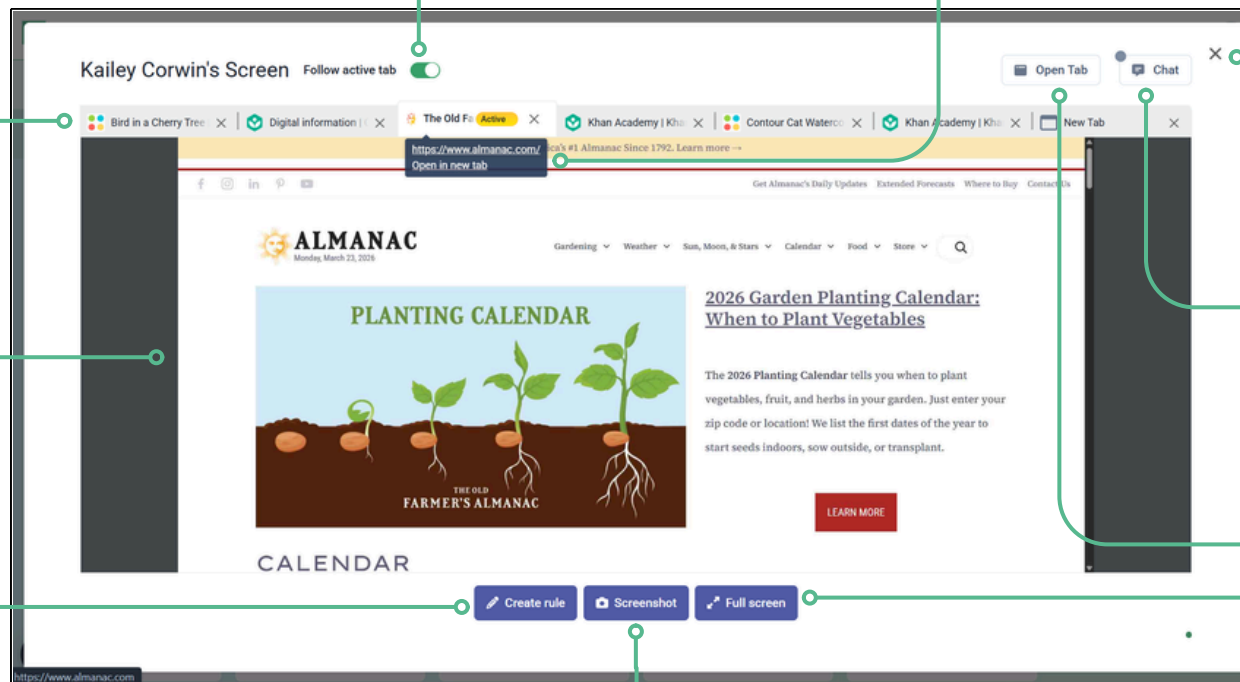 Kailey Corwin's Screen Follow active tab Open Tab Chat
Bird in a Cherry Tree Digital information | The Old Fa Active Khan Academy | Kha Contour Cat Waterco Khan Academy | Kha New Tab
https://www.almanac.com/
Open in new tab
ica's #1 Almanac Since 1792. Learn more →
Get Almanac's Daily Updates Extended Forecasts Where to Buy Contact Us
ALMANAC
Monday, March 23, 2026
Gardening Weather Sun, Moon, & Stars Calendar Food Store
PLANTING CALENDAR
THE OLD
FARMER'S ALMANAC
2026 Garden Planting Calendar:
When to Plant Vegetables
The 2026 Planting Calendar tells you when to plant
vegetables, fruit, and herbs in your garden. Just enter your
zip code or location! We list the first dates of the year to
start seeds indoors, sow outside, or transplant.
LEARN MORE
CALENDAR
Create rule Screenshot Full screen
https://www.almanac.com